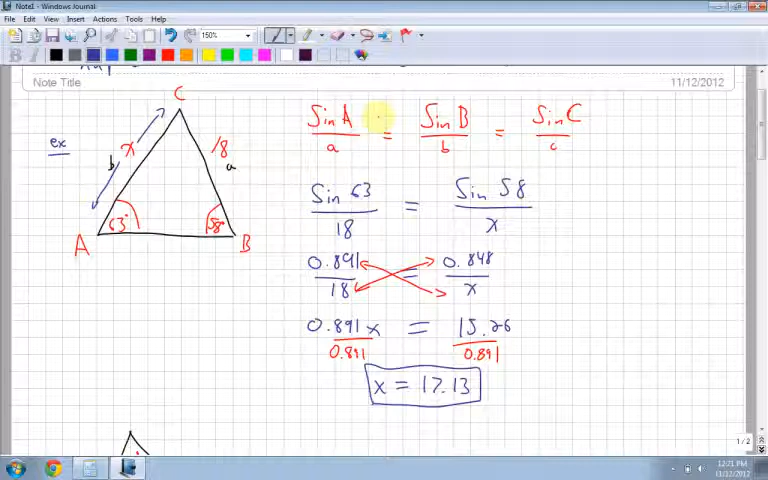 Note1 - Windows Journal
File Edit View Insert Actions Tools Help
150%
B I
Note Title
11/12/2012
ex
C
x
b
18
a
63°
58°
A
B
Sin A / a = Sin B / b = Sin C / c
Sin 63 / 18 = Sin 58 / x
0.891 / 18 = 0.848 / x
0.891x = 15.26
0.891 0.891
x = 17.13
1 / 2
12:21 PM
11/12/2012